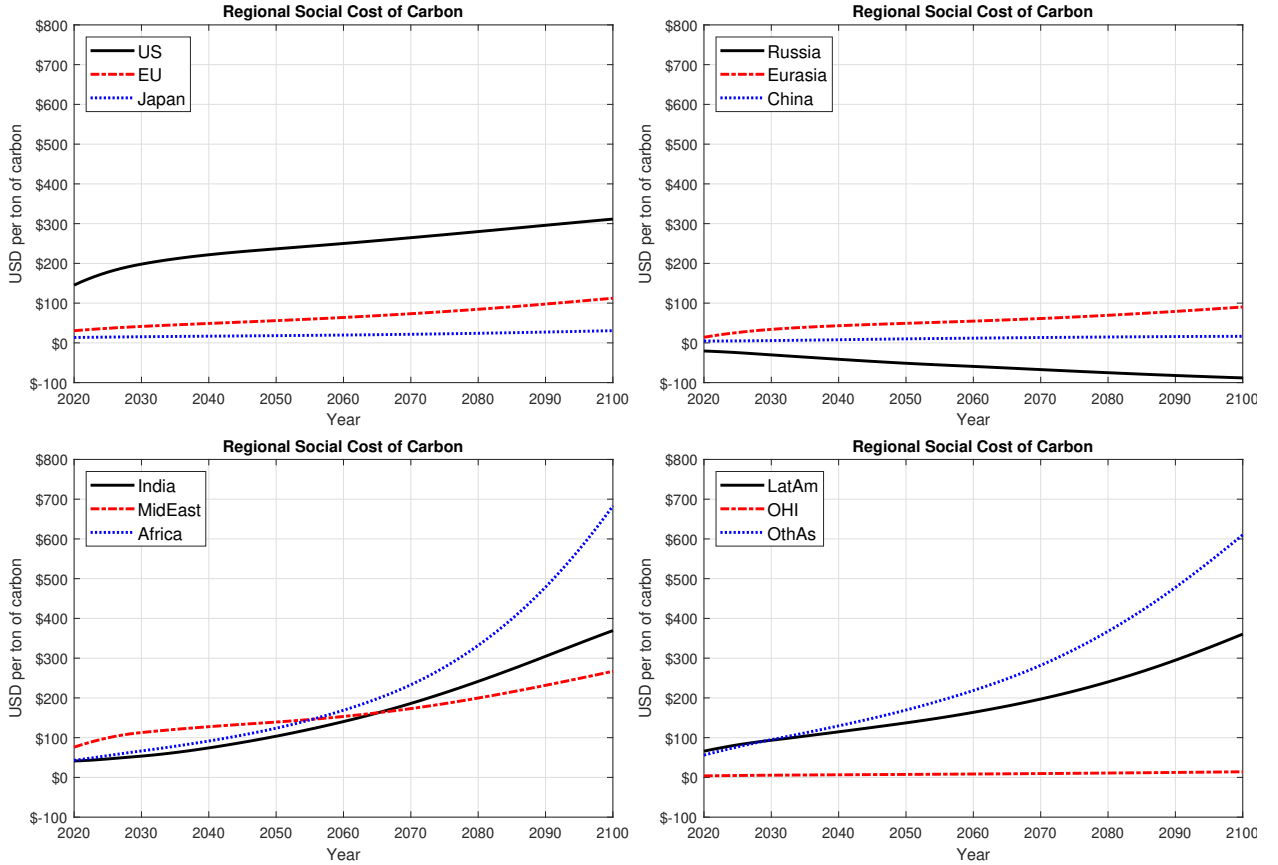 Regional Social Cost of Carbon
$800
$700
$600
$500
$400
$300
$200
$100
$0
$-100
USD per ton of carbon
US
EU
Japan
2020 2030 2040 2050 2060 2070 2080 2090 2100
Year
Regional Social Cost of Carbon
$800
$700
$600
$500
$400
$300
$200
$100
$0
$-100
USD per ton of carbon
Russia
Eurasia
China
2020 2030 2040 2050 2060 2070 2080 2090 2100
Year
Regional Social Cost of Carbon
$800
$700
$600
$500
$400
$300
$200
$100
$0
$-100
USD per ton of carbon
India
MidEast
Africa
2020 2030 2040 2050 2060 2070 2080 2090 2100
Year
Regional Social Cost of Carbon
$800
$700
$600
$500
$400
$300
$200
$100
$0
$-100
USD per ton of carbon
LatAm
OHI
OthAs
2020 2030 2040 2050 2060 2070 2080 2090 2100
Year